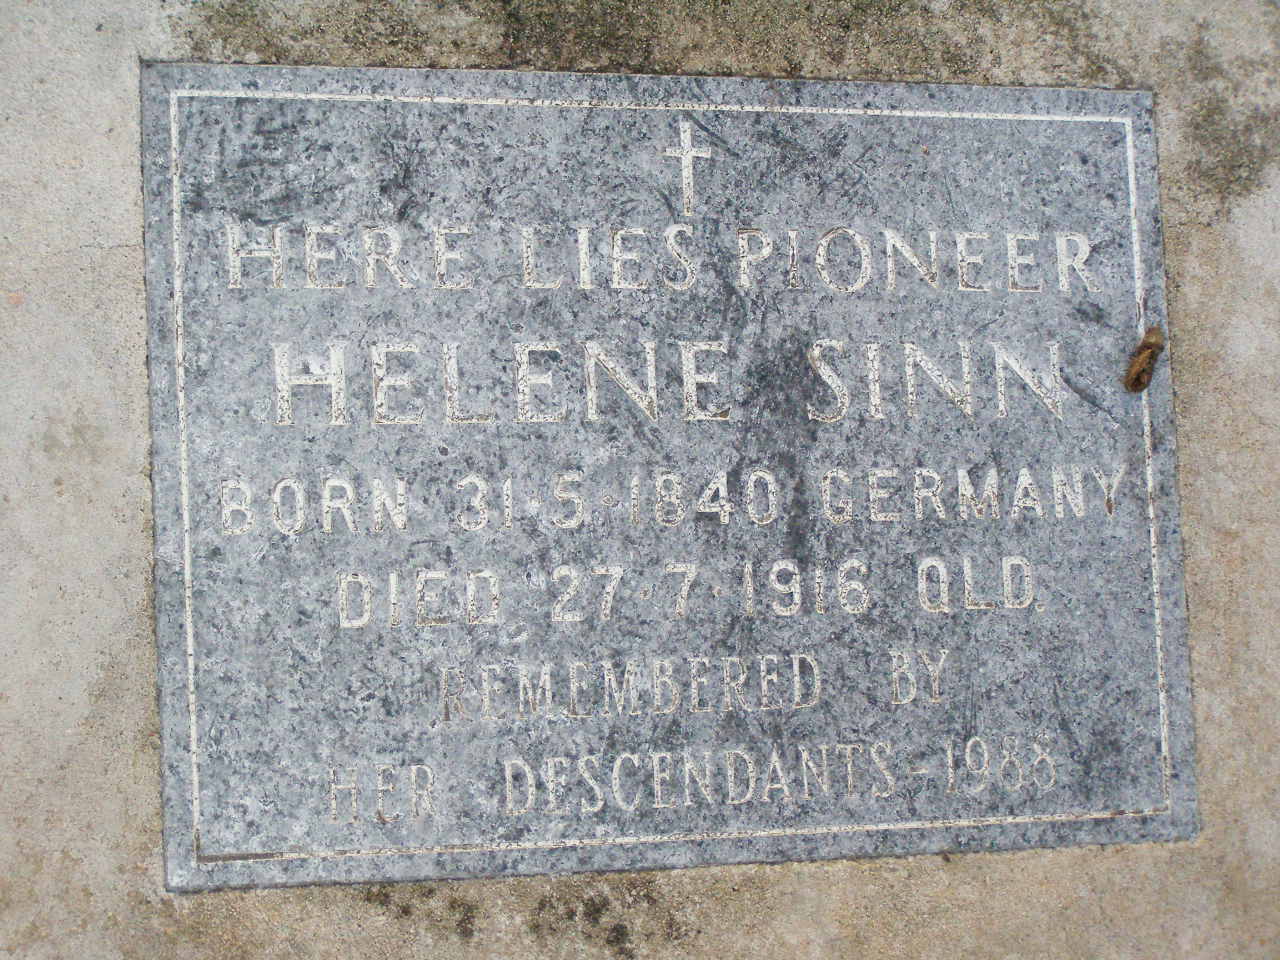 HERE LIES PIONEER
HELENE SINN
BORN 31·5·1840 GERMANY
DIED 27·7·1916 QLD.
REMEMBERED BY
HER DESCENDANTS-1988